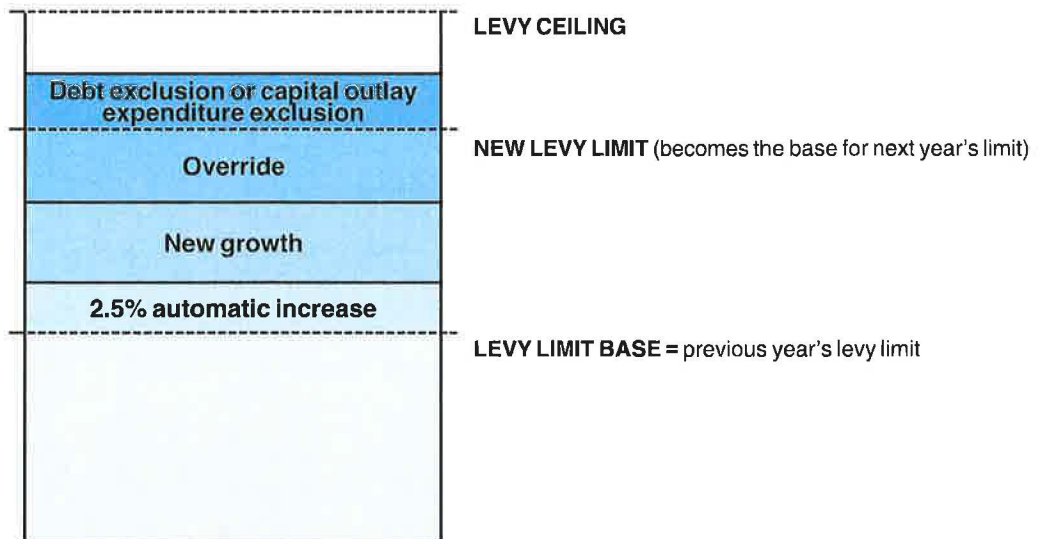 LEVY CEILING
Debt exclusion or capital outlay
expenditure exclusion
NEW LEVY LIMIT (becomes the base for next year's limit)
Override
New growth
2.5% automatic increase
LEVY LIMIT BASE = previous year's levy limit